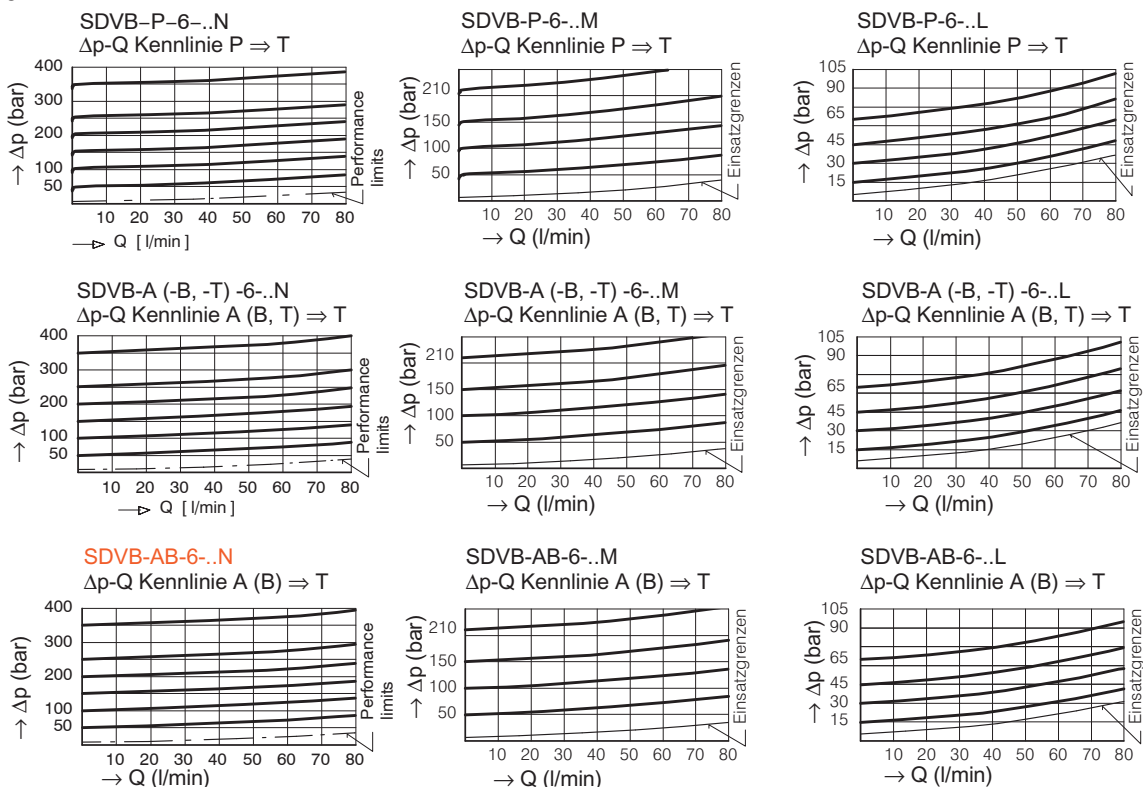 SDVB-P-6-..N
Δp-Q Kennlinie P ⇒ T
400
300
200
100
50
→ Δp (bar)
10 20 30 40 50 60 70 80
→ Q [ l/min ]
Performance
limits
SDVB-P-6-..M
Δp-Q Kennlinie P ⇒ T
210
150
100
50
→ Δp (bar)
10 20 30 40 50 60 70 80
→ Q (l/min)
Einsatzgrenzen
SDVB-P-6-..L
Δp-Q Kennlinie P ⇒ T
105
90
65
45
30
15
→ Δp (bar)
10 20 30 40 50 60 70 80
→ Q (l/min)
Einsatzgrenzen
SDVB-A (-B, -T) -6-..N
Δp-Q Kennlinie A (B, T) ⇒ T
400
300
200
100
50
→ Δp (bar)
10 20 30 40 50 60 70 80
→ Q [ l/min ]
Performance
limits
SDVB-A (-B, -T) -6-..M
Δp-Q Kennlinie A (B, T) ⇒ T
210
150
100
50
→ Δp (bar)
10 20 30 40 50 60 70 80
→ Q (l/min)
Einsatzgrenzen
SDVB-A (-B, -T) -6-..L
Δp-Q Kennlinie A (B, T) ⇒ T
105
90
65
45
30
15
→ Δp (bar)
10 20 30 40 50 60 70 80
→ Q (l/min)
Einsatzgrenzen
SDVB-AB-6-..N
Δp-Q Kennlinie A (B) ⇒ T
400
300
200
100
50
→ Δp (bar)
10 20 30 40 50 60 70 80
→ Q (l/min)
Performance
limits
SDVB-AB-6-..M
Δp-Q Kennlinie A (B) ⇒ T
210
150
100
50
→ Δp (bar)
10 20 30 40 50 60 70 80
→ Q (l/min)
Einsatzgrenzen
SDVB-AB-6-..L
Δp-Q Kennlinie A (B) ⇒ T
105
90
65
45
30
15
→ Δp (bar)
10 20 30 40 50 60 70 80
→ Q (l/min)
Einsatzgrenzen